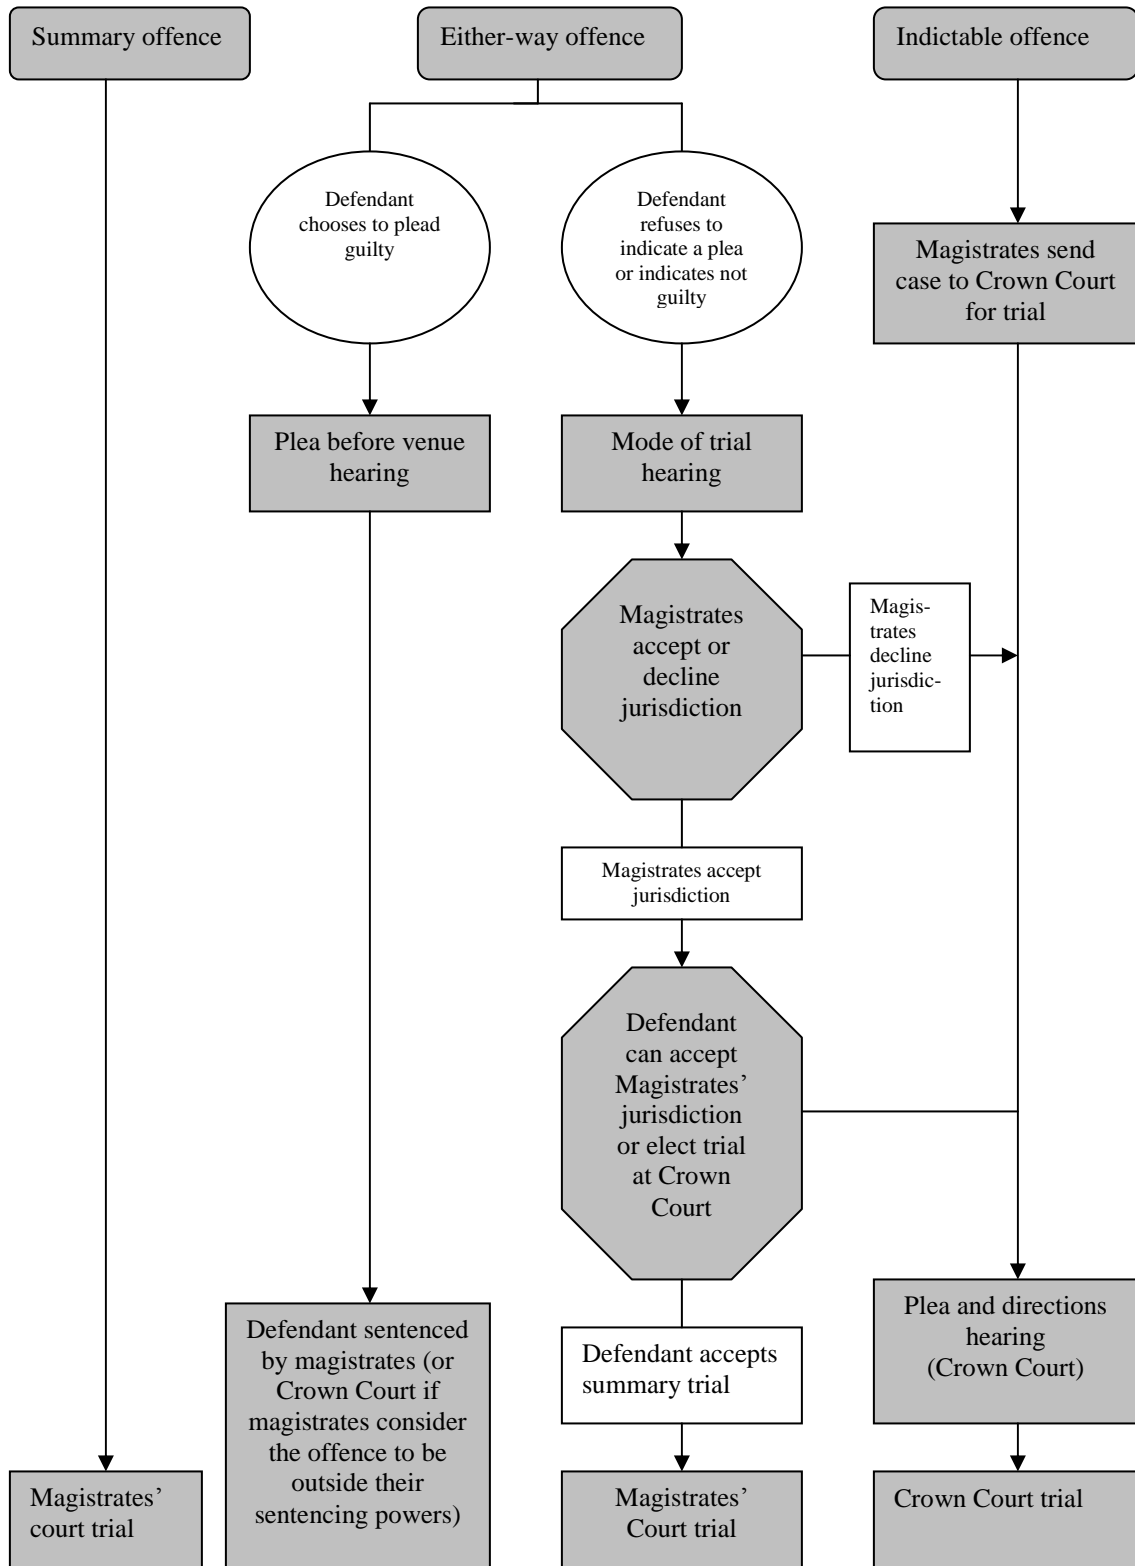 Summary offence
Either-way offence
Indictable offence
Defendant
chooses to plead
guilty
Defendant
refuses to
indicate a plea
or indicates not
guilty
Magistrates send
case to Crown Court
for trial
Plea before venue
hearing
Mode of trial
hearing
Magistrates
accept or
decline
jurisdiction
Magis-
trates
decline
jurisdic-
tion
Magistrates accept
jurisdiction
Defendant
can accept
Magistrates’
jurisdiction
or elect trial
at Crown
Court
Defendant sentenced
by magistrates (or
Crown Court if
magistrates consider
the offence to be
outside their
sentencing powers)
Defendant accepts
summary trial
Plea and directions
hearing
(Crown Court)
Magistrates’
court trial
Magistrates’
Court trial
Crown Court trial